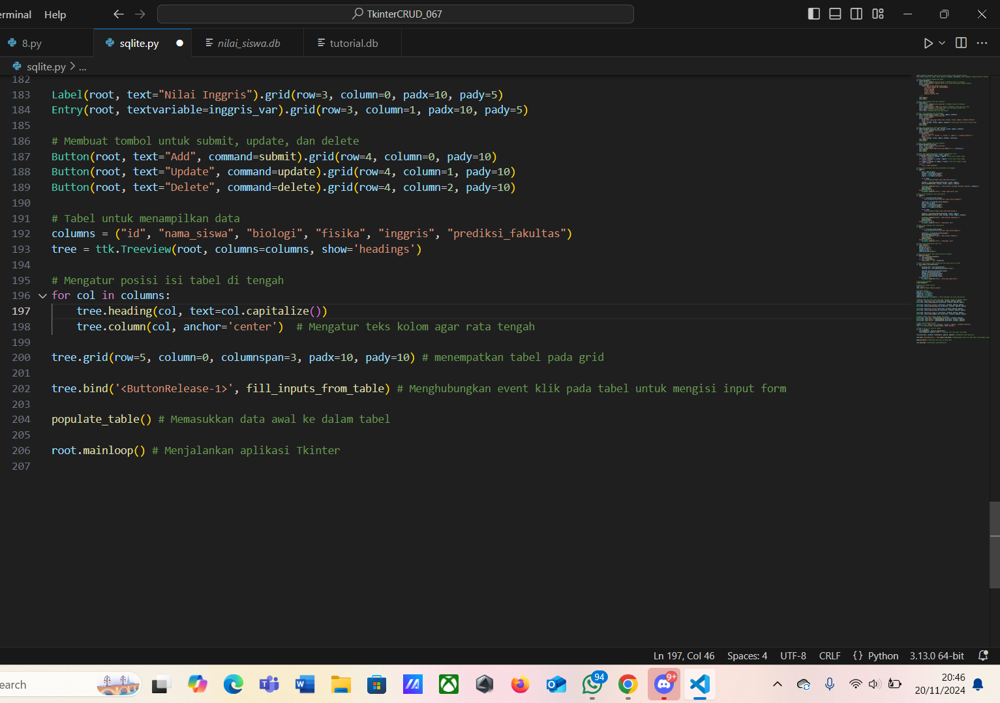 erminal Help TkinterCRUD_067
8.py sqlite.py nilai_siswa.db tutorial.db
sqlite.py > ...
182
183 Label(root, text="Nilai Inggris").grid(row=3, column=0, padx=10, pady=5)
184 Entry(root, textvariable=inggris_var).grid(row=3, column=1, padx=10, pady=5)
185
186 # Membuat tombol untuk submit, update, dan delete
187 Button(root, text="Add", command=submit).grid(row=4, column=0, pady=10)
188 Button(root, text="Update", command=update).grid(row=4, column=1, pady=10)
189 Button(root, text="Delete", command=delete).grid(row=4, column=2, pady=10)
190
191 # Tabel untuk menampilkan data
192 columns = ("id", "nama_siswa", "biologi", "fisika", "inggris", "prediksi_fakultas")
193 tree = ttk.Treeview(root, columns=columns, show='headings')
194
195 # Mengatur posisi isi tabel di tengah
196 for col in columns:
197 tree.heading(col, text=col.capitalize())
198 tree.column(col, anchor='center') # Mengatur teks kolom agar rata tengah
199
200 tree.grid(row=5, column=0, columnspan=3, padx=10, pady=10) # menempatkan tabel pada grid
201
202 tree.bind('<ButtonRelease-1>', fill_inputs_from_table) # Menghubungkan event klik pada tabel untuk mengisi input form
203
204 populate_table() # Memasukkan data awal ke dalam tabel
205
206 root.mainloop() # Menjalankan aplikasi Tkinter
207
Ln 197, Col 46 Spaces: 4 UTF-8 CRLF {} Python 3.13.0 64-bit
earch 94 9+ 20:46
20/11/2024